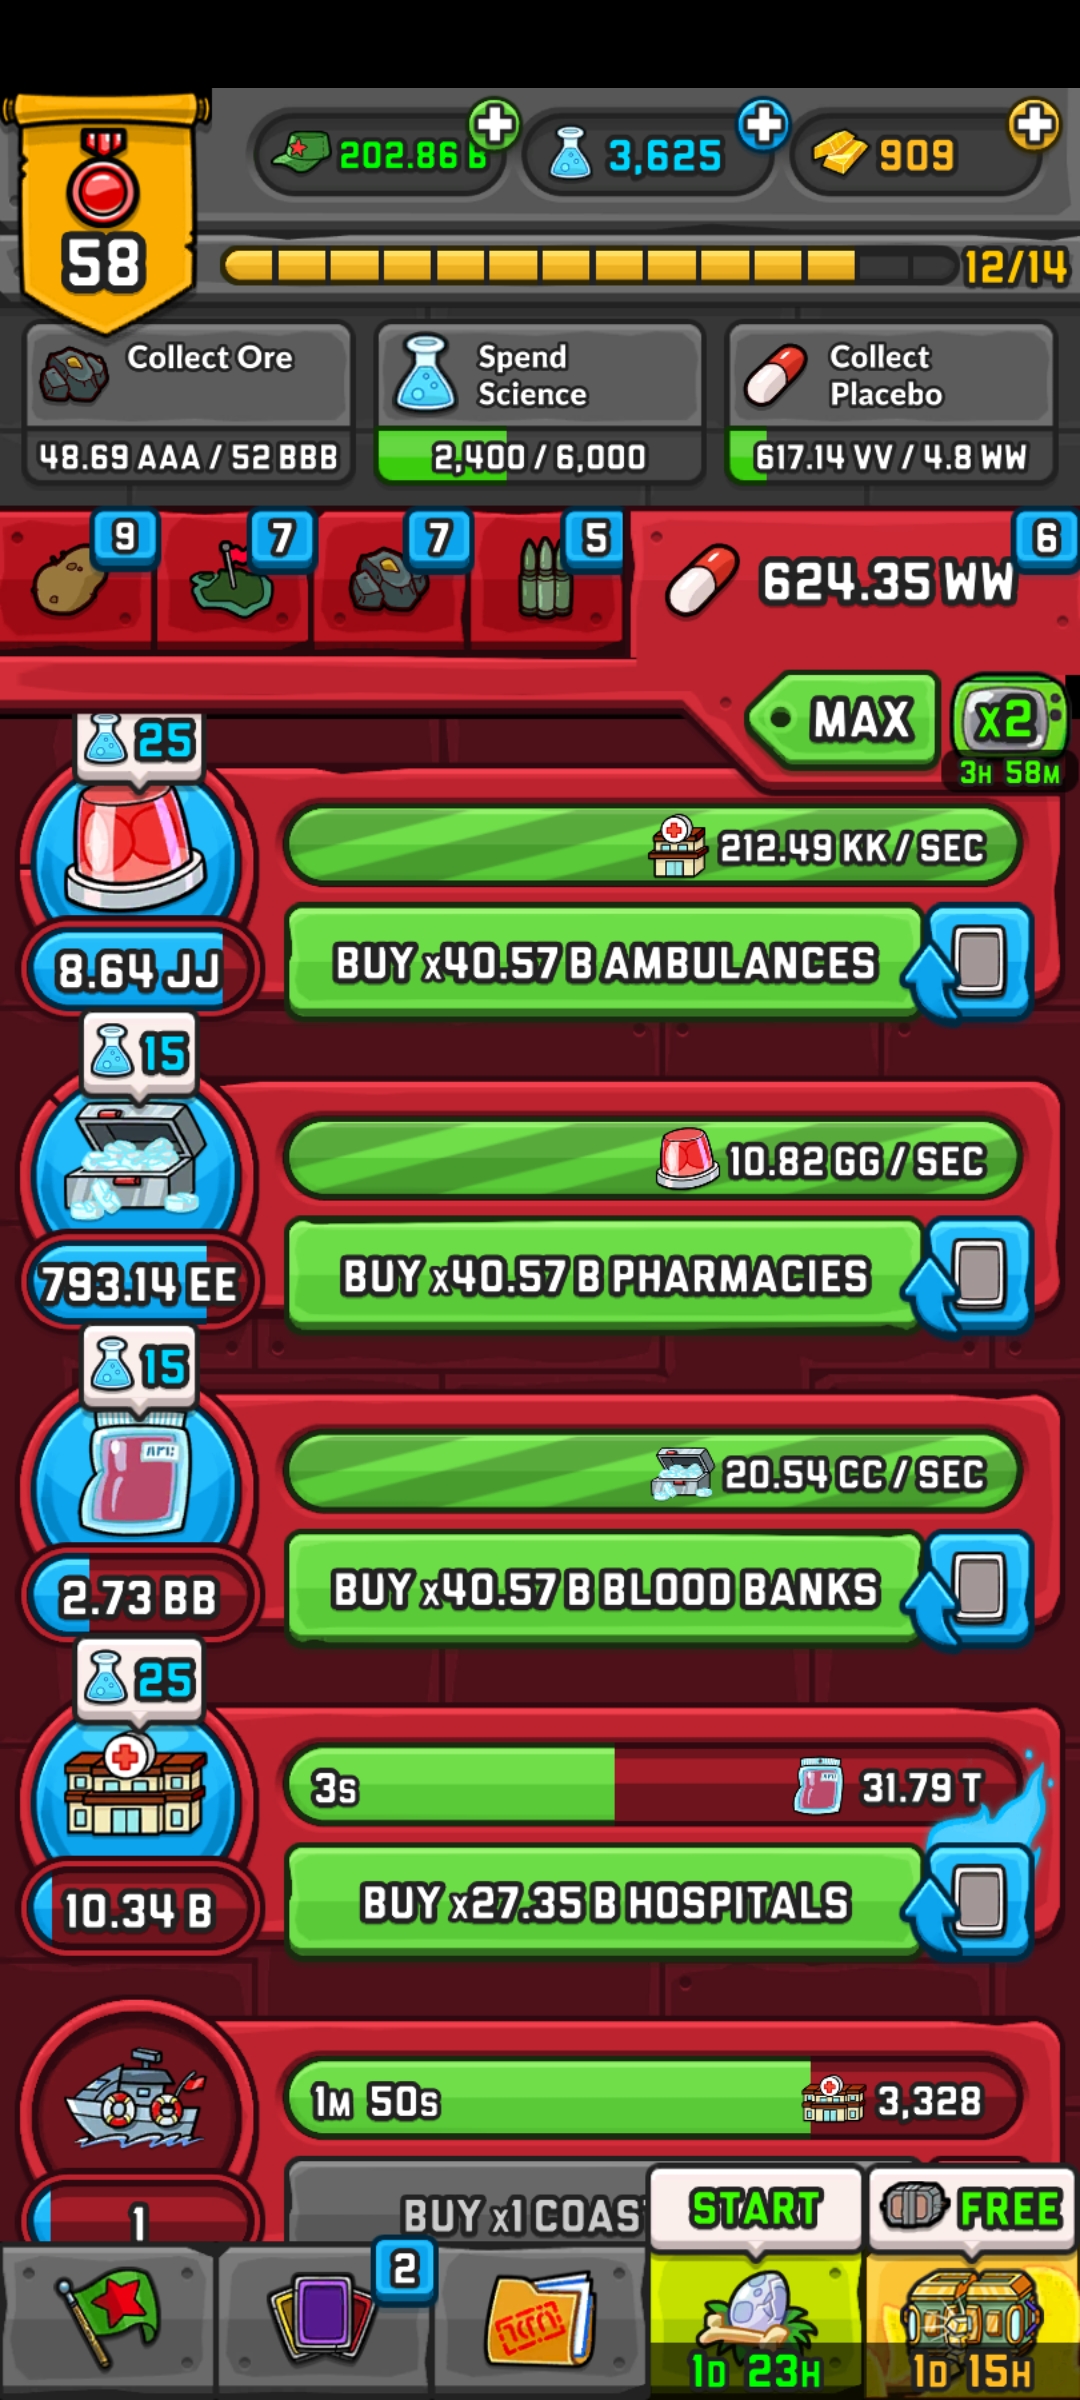 58
202.86 B
3,625
909
12/14
Collect Ore
48.69 AAA / 52 BBB
Spend
Science
2,400 / 6,000
Collect
Placebo
617.14 VV / 4.8 WW
9
7
7
5
6
624.35 WW
MAX
x2
3H 58M
25
212.49 KK / SEC
8.64 JJ
BUY x40.57 B AMBULANCES
15
10.82 GG / SEC
793.14 EE
BUY x40.57 B PHARMACIES
15
20.54 CC / SEC
2.73 BB
BUY x40.57 B BLOOD BANKS
25
3S
31.79 T
10.34 B
BUY x27.35 B HOSPITALS
1M 50S
3,328
1
BUY x1 COAS
START
FREE
2
1D 23H
1D 15H